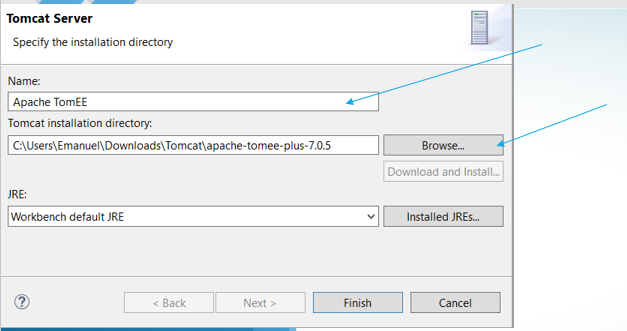 Tomcat Server
Specify the installation directory
Name:
Apache TomEE
Tomcat installation directory:
C:\Users\Emanuel\Downloads\Tomcat\apache-tomee-plus-7.0.5
Browse...
Download and Install...
JRE:
Workbench default JRE
Installed JREs...
?
< Back
Next >
Finish
Cancel